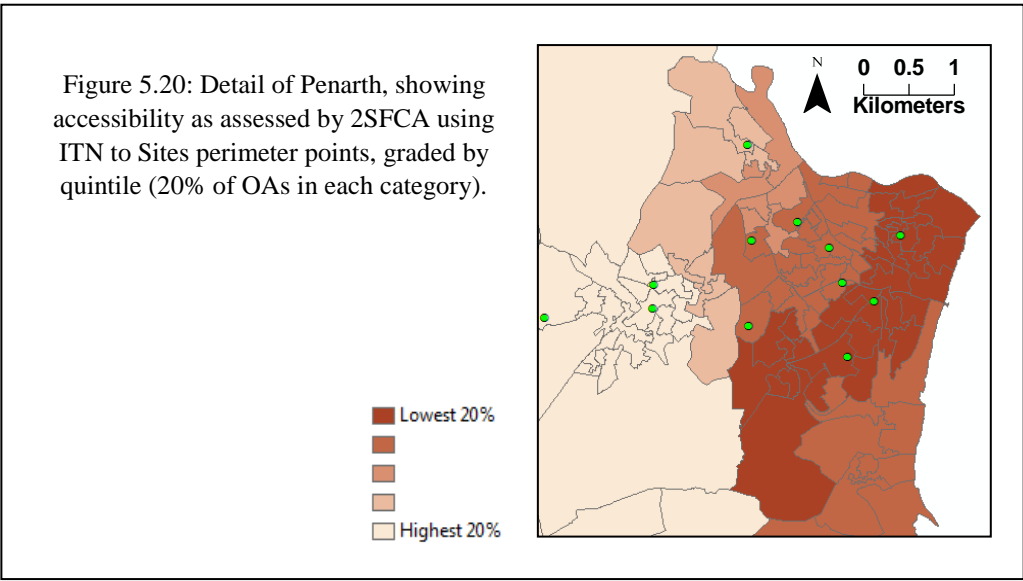 Figure 5.20: Detail of Penarth, showing
accessibility as assessed by 2SFCA using
ITN to Sites perimeter points, graded by
quintile (20% of OAs in each category).
N
0 0.5 1
Kilometers
Lowest 20%
Highest 20%